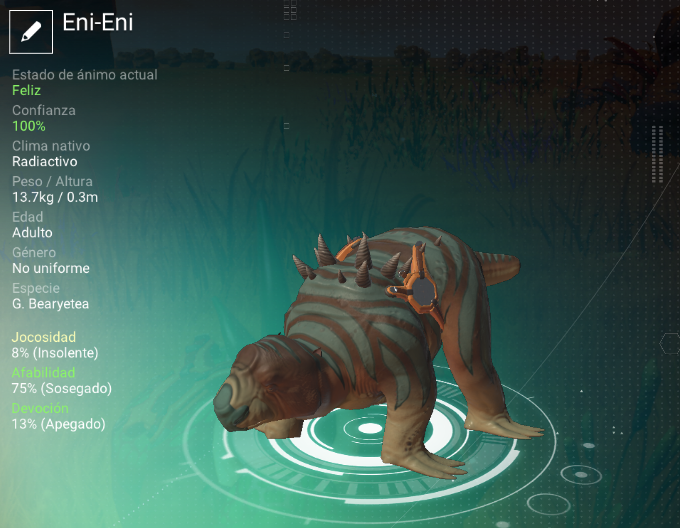 Eni-Eni
Estado de ánimo actual
Feliz
Confianza
100%
Clima nativo
Radiactivo
Peso / Altura
13.7kg / 0.3m
Edad
Adulto
Género
No uniforme
Especie
G. Bearyetea
Jocosidad
8% (Insolente)
Afabilidad
75% (Sosegado)
Devoción
13% (Apegado)